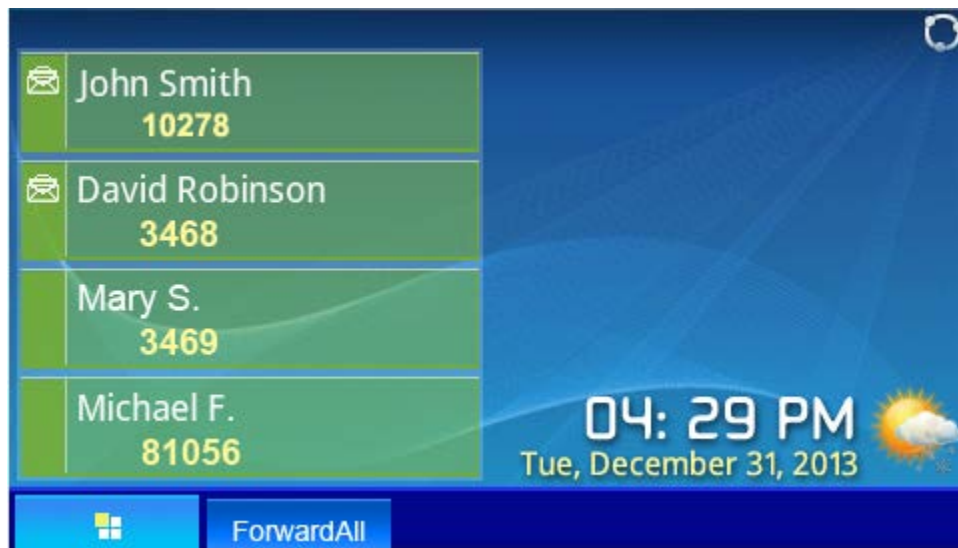 John Smith
10278
David Robinson
3468
Mary S.
3469
Michael F.
81056
04: 29 PM
Tue, December 31, 2013
ForwardAll